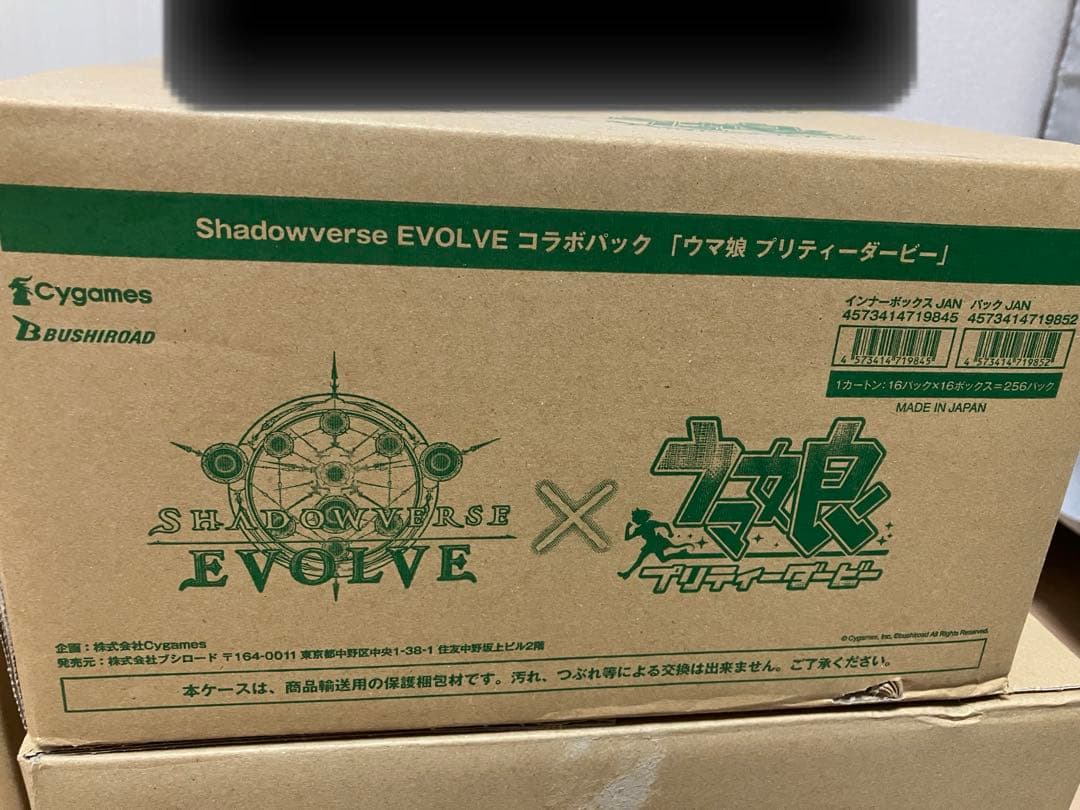 Shadowverse EVOLVE コラボパック 「ウマ娘 プリティーダービー」
Cygames
BUSHIROAD
インナーボックス JAN パック JAN
4573414719845 4573414719852
4 573414 719845 4 573414 719852
1カートン：16パック×16ボックス＝256パック
MADE IN JAPAN
SHADOWVERSE
EVOLVE
×
ウマ娘
プリティーダービー
企画：株式会社Cygames
発売元：株式会社ブシロード 〒164-0011 東京都中野区中央1-38-1 住友中野坂上ビル2階
© Cygames, Inc. ©bushiroad All Rights Reserved.
本ケースは、商品輸送用の保護梱包材です。汚れ、つぶれ等による交換は出来ません。ご了承ください。